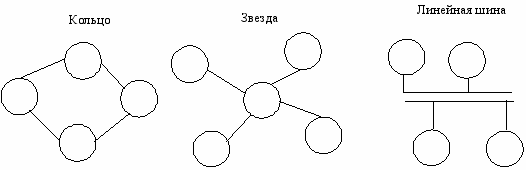 Кольцо
Звезда
Линейная шина